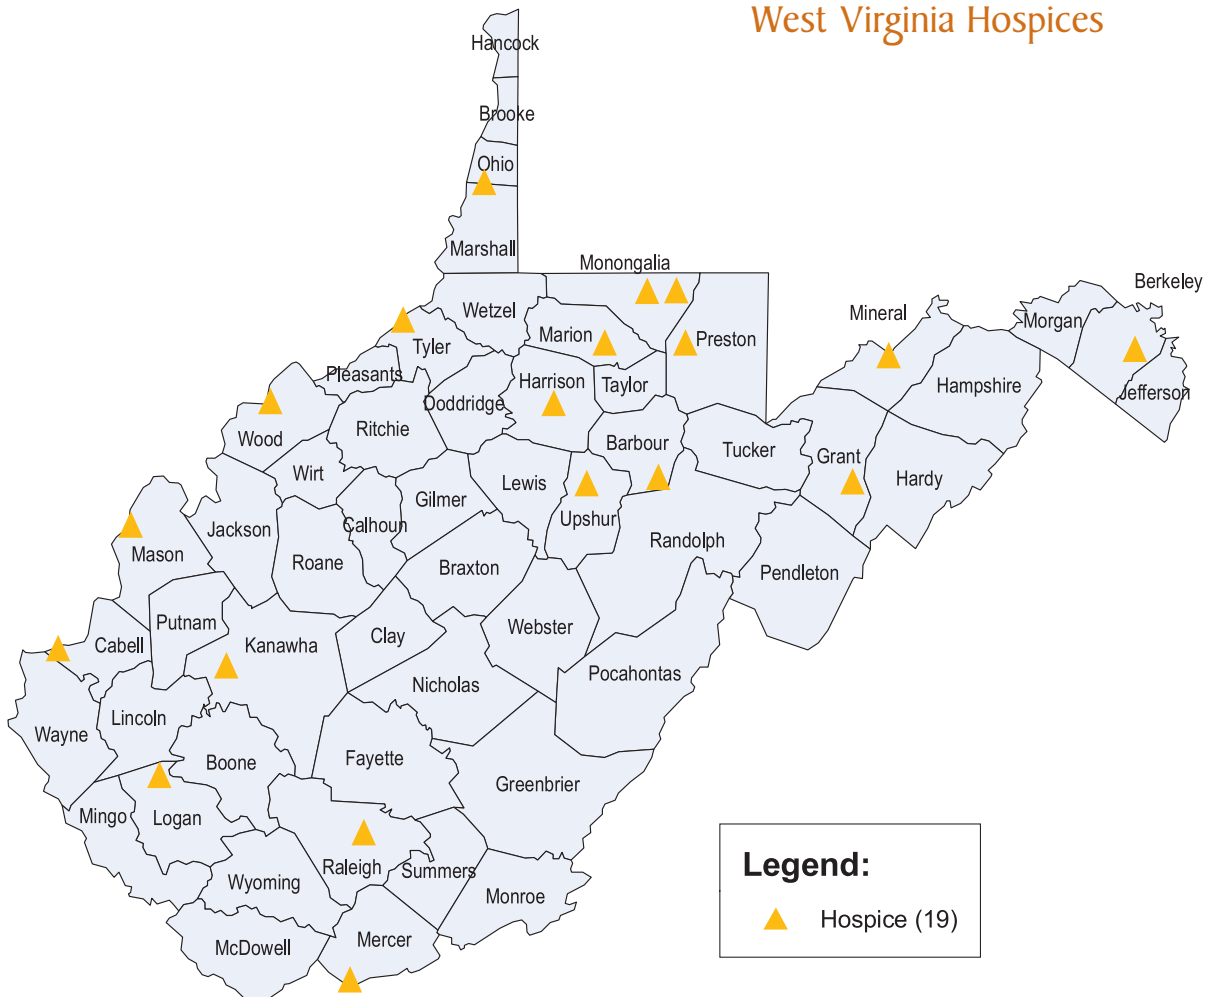 West Virginia Hospices
Hancock
Brooke
Ohio
Marshall
Monongalia
Wetzel
Marion
Preston
Tyler
Pleasants
Harrison
Taylor
Doddridge
Mineral
Morgan
Berkeley
Hampshire
Jefferson
Wood
Ritchie
Barbour
Tucker
Grant
Hardy
Wirt
Lewis
Gilmer
Upshur
Calhoun
Jackson
Randolph
Mason
Roane
Braxton
Pendleton
Putnam
Cabell
Kanawha
Clay
Webster
Pocahontas
Nicholas
Lincoln
Wayne
Boone
Fayette
Greenbrier
Mingo
Logan
Raleigh
Summers
Wyoming
Monroe
McDowell
Mercer
Legend:
Hospice (19)